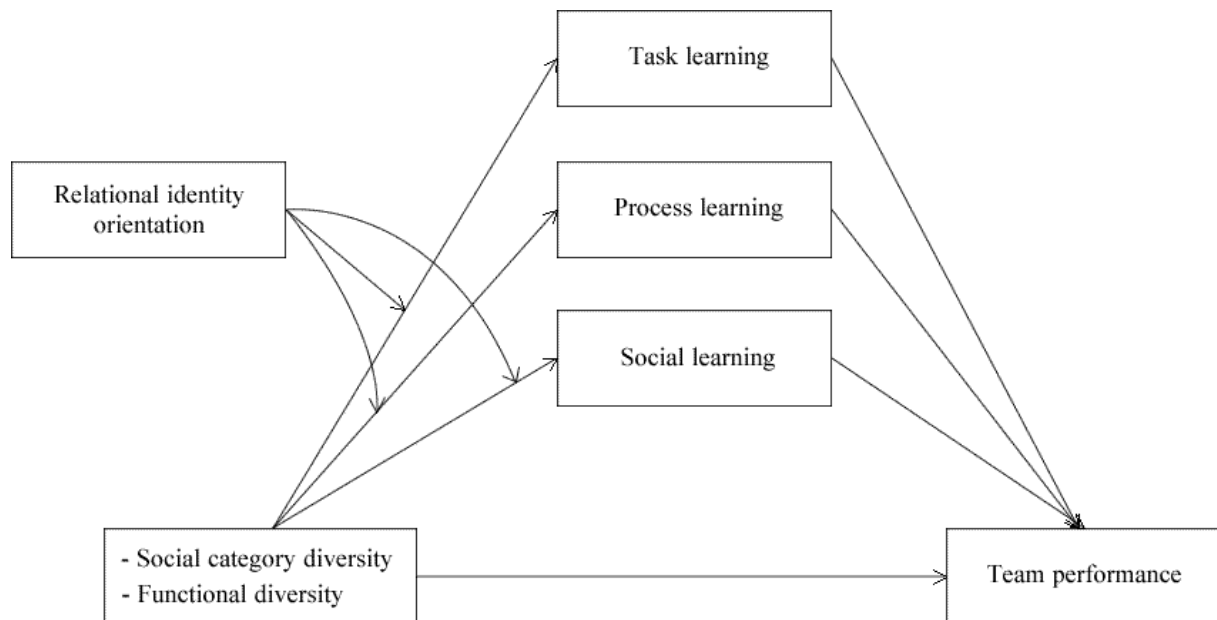 Task learning
Relational identity
orientation
Process learning
Social learning
- Social category diversity
- Functional diversity
Team performance